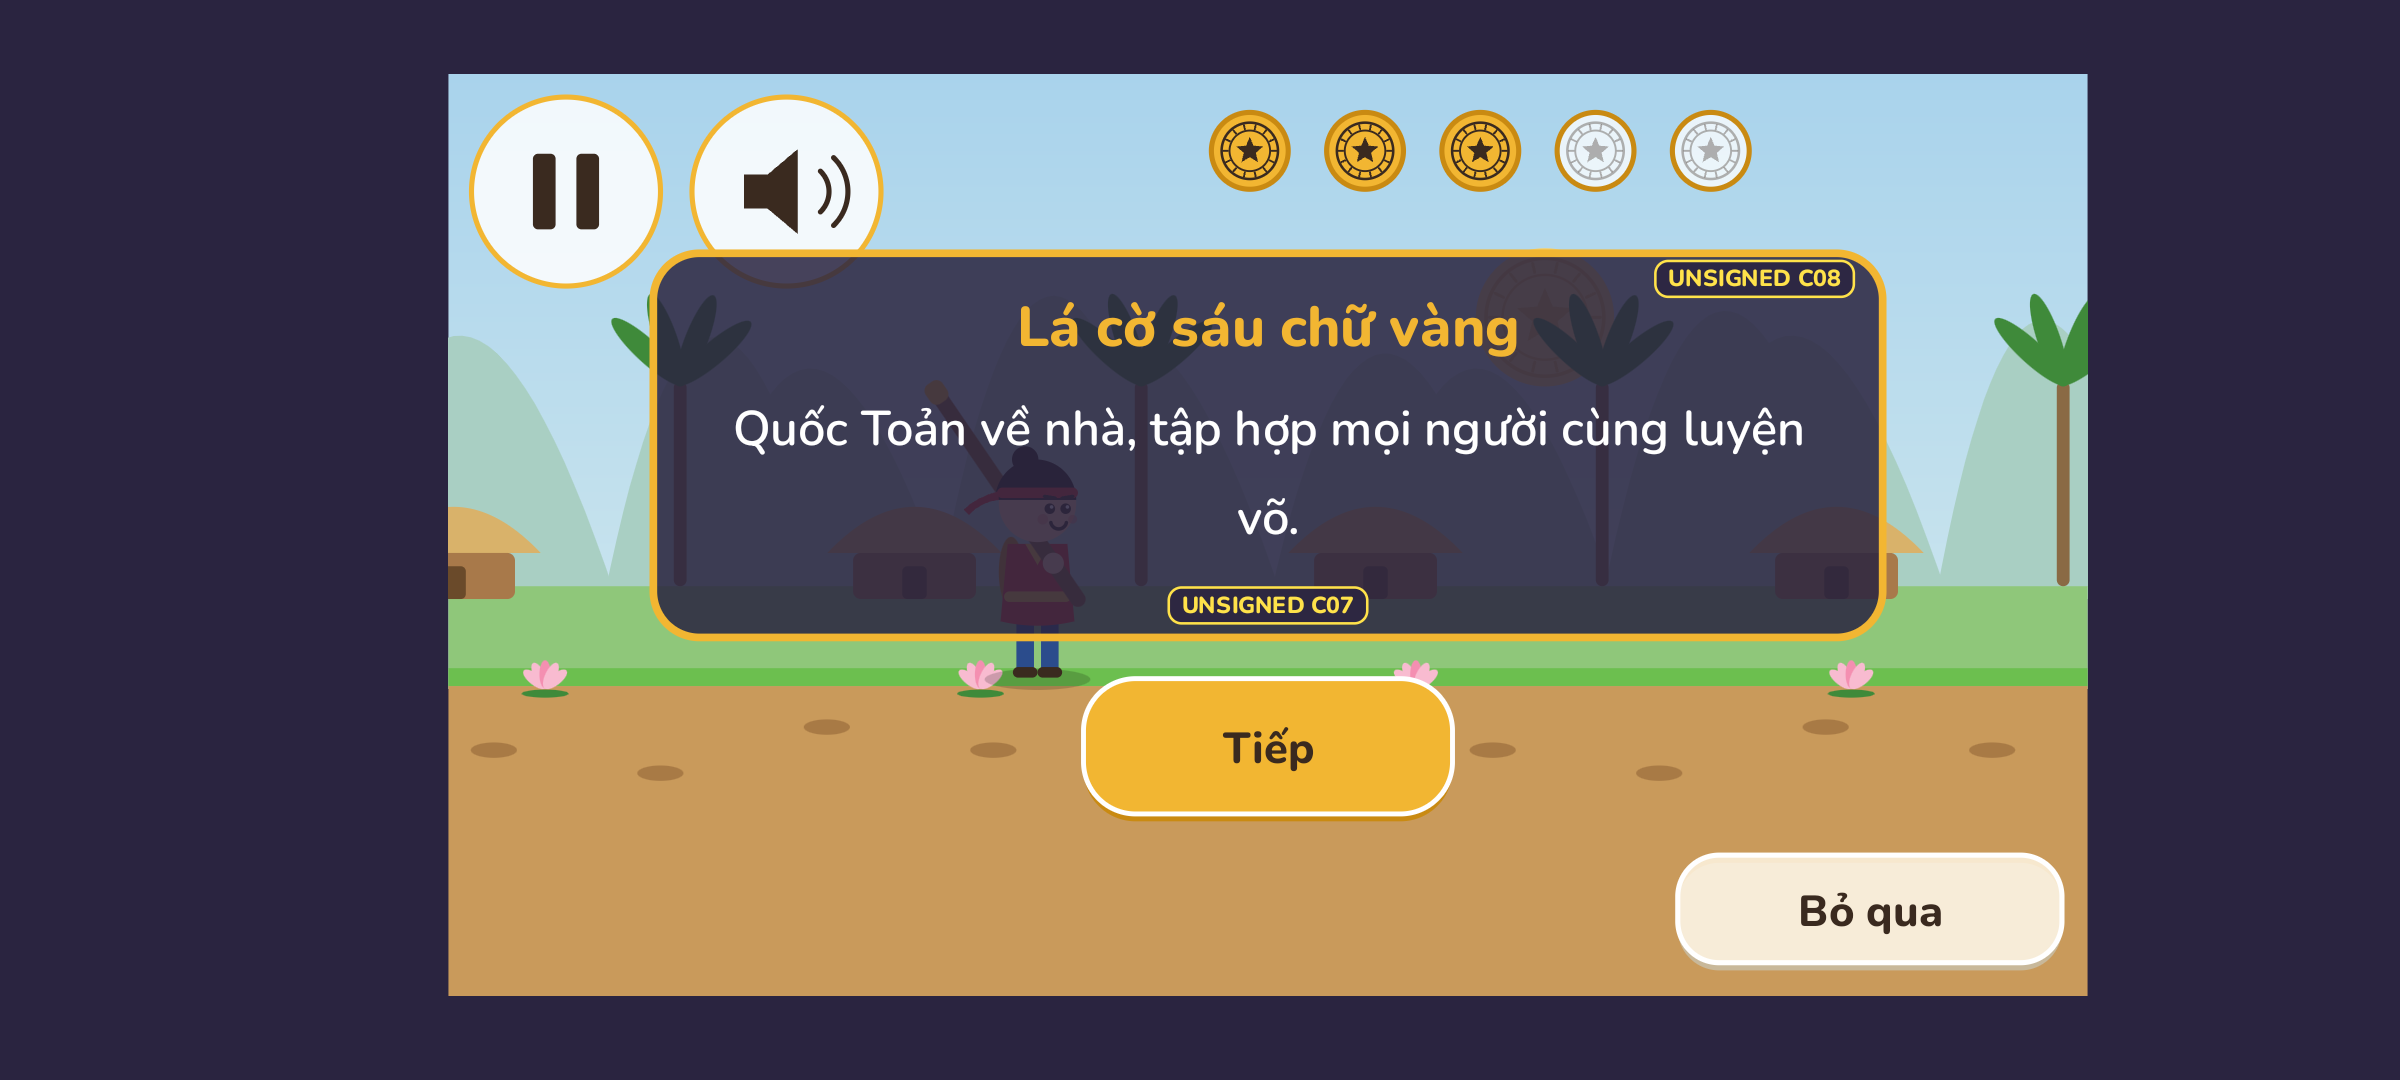 UNSIGNED C08
Lá cờ sáu chữ vàng
Quốc Toản về nhà, tập hợp mọi người cùng luyện
võ.
UNSIGNED C07
Tiếp
Bỏ qua